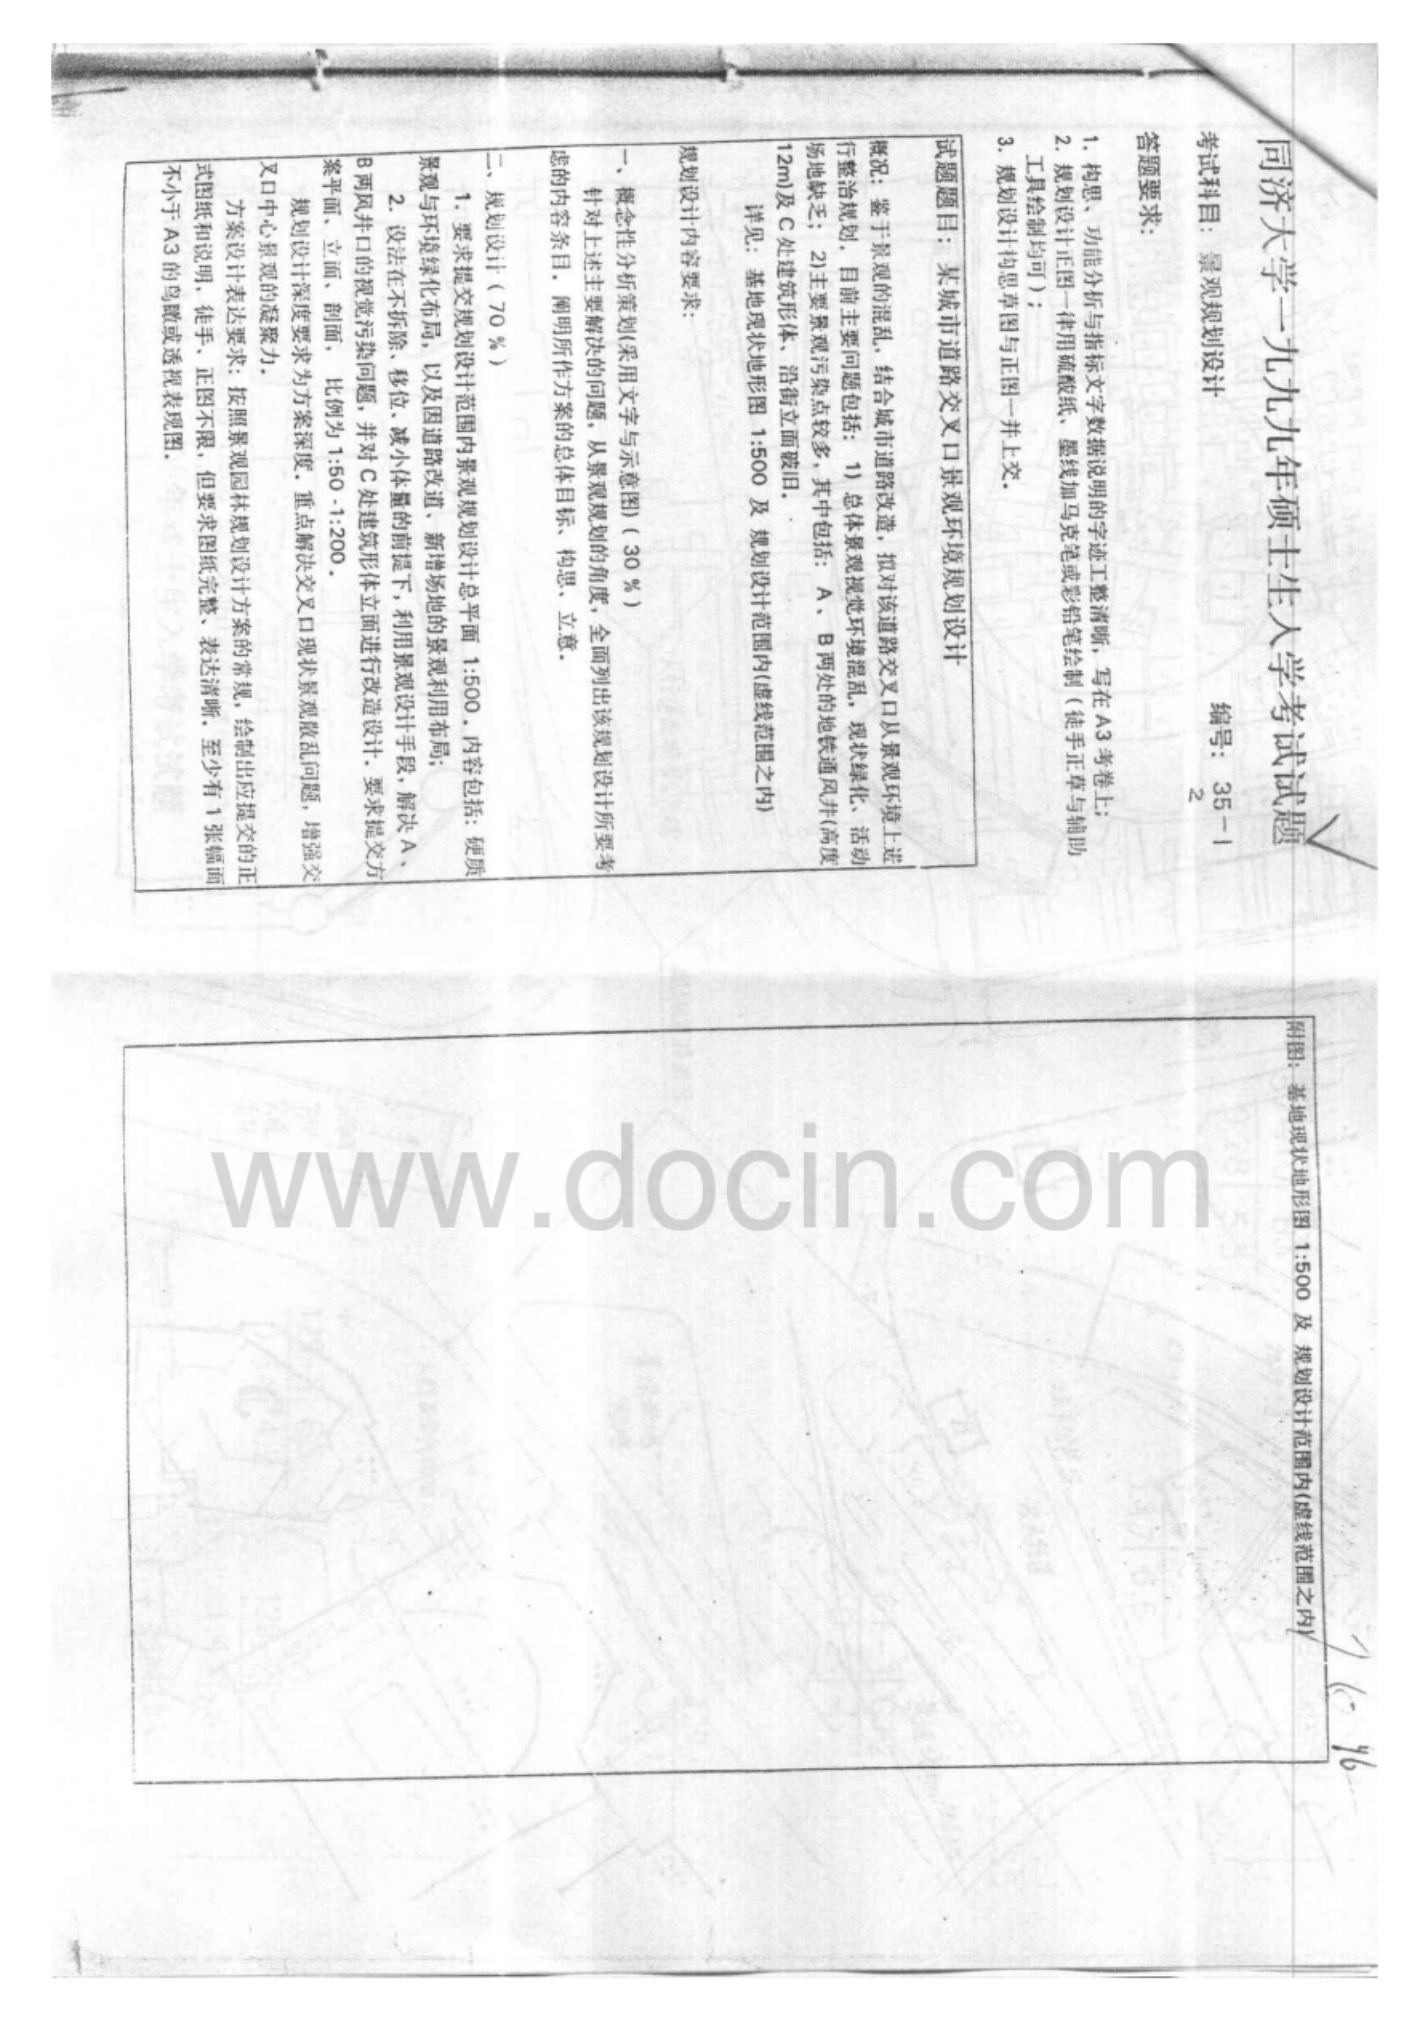 同济大学一九九九年硕士生入学考试试题
考试科目：景观规划设计
编号：35-1
2
答题要求：
1. 构思、功能分析与指标文字数据说明的字迹工整清晰，写在 A3 考卷上；
2. 规划设计正图一律用硫酸纸、墨线加马克笔或彩铅笔绘制（徒手正草与辅助
工具绘制均可）；
3. 规划设计构思草图与正图一并上交。
试题题目：某城市道路交叉口景观环境规划设计
概况：鉴于景观的混乱，结合城市道路改造，拟对该道路交叉口从景观环境上进
行整治规划，目前主要问题包括：1) 总体景观视觉环境混乱，现状绿化、活动
场地缺乏；2)主要景观污染点较多，其中包括：A、B 两处的地铁通风井(高度
12m)及 C 处建筑形体、沿街立面破旧。
详见：基地现状地形图 1:500 及 规划设计范围内(虚线范围之内)
规划设计内容要求：
一、概念性分析策划(采用文字与示意图)（30％）
针对上述主要解决的问题，从景观规划的角度，全面列出该规划设计所要考
虑的内容条目，阐明所作方案的总体目标、构思、立意。
二、规划设计（70％）
1. 要求提交规划设计范围内景观规划设计总平面 1:500，内容包括：硬质
景观与环境绿化布局，以及因道路改道、新增场地的景观利用布局；
2. 设法在不拆除、移位、减小体量的前提下，利用景观设计手段，解决 A、
B 两风井口的视觉污染问题，并对 C 处建筑形体立面进行改造设计，要求提交方
案平面、立面、剖面，比例为 1:50 - 1:200。
规划设计深度要求为方案深度，重点解决交叉口现状景观散乱问题，增强交
叉口中心景观的凝聚力。
方案设计表达要求：按照景观园林规划设计方案的常规，绘制出应提交的正
式图纸和说明，徒手、正图不限，但要求图纸完整、表达清晰，至少有 1 张幅面
不小于 A3 的鸟瞰或透视表现图。
附图：基地现状地形图 1:500 及 规划设计范围内(虚线范围之内)
www.docin.com